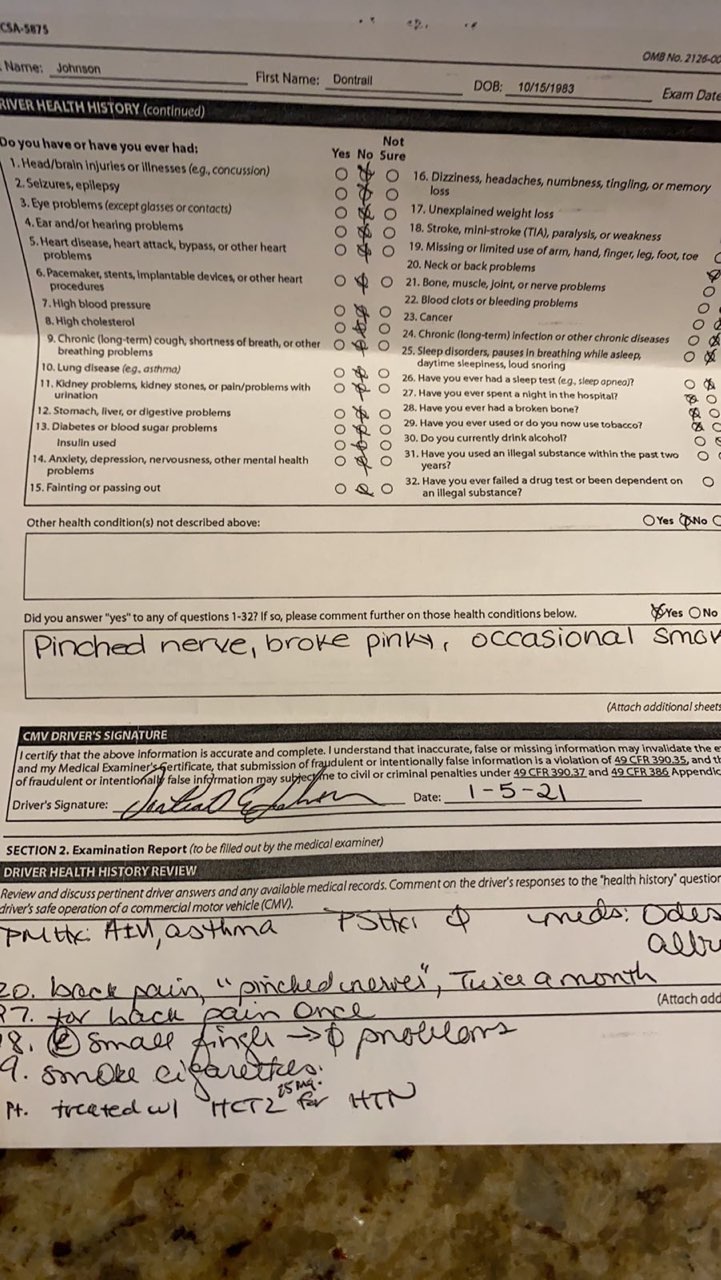 CSA-5875
OMB No. 2126-00
Name: Johnson First Name: Dontrail DOB: 10/15/1983 Exam Date
RIVER HEALTH HISTORY (continued)
Do you have or have you ever had:
Yes No Not Sure
1. Head/brain injuries or illnesses (e.g., concussion)
2. Seizures, epilepsy
3. Eye problems (except glasses or contacts)
4. Ear and/or hearing problems
5. Heart disease, heart attack, bypass, or other heart
problems
6. Pacemaker, stents, implantable devices, or other heart
procedures
7. High blood pressure
8. High cholesterol
9. Chronic (long-term) cough, shortness of breath, or other
breathing problems
10. Lung disease (e.g., asthma)
11. Kidney problems, kidney stones, or pain/problems with
urination
12. Stomach, liver, or digestive problems
13. Diabetes or blood sugar problems
Insulin used
14. Anxiety, depression, nervousness, other mental health
problems
15. Fainting or passing out
16. Dizziness, headaches, numbness, tingling, or memory
loss
17. Unexplained weight loss
18. Stroke, mini-stroke (TIA), paralysis, or weakness
19. Missing or limited use of arm, hand, finger, leg, foot, toe
20. Neck or back problems
21. Bone, muscle, joint, or nerve problems
22. Blood clots or bleeding problems
23. Cancer
24. Chronic (long-term) infection or other chronic diseases
25. Sleep disorders, pauses in breathing while asleep,
daytime sleepiness, loud snoring
26. Have you ever had a sleep test (e.g., sleep apnea)?
27. Have you ever spent a night in the hospital?
28. Have you ever had a broken bone?
29. Have you ever used or do you now use tobacco?
30. Do you currently drink alcohol?
31. Have you used an illegal substance within the past two
years?
32. Have you ever failed a drug test or been dependent on
an illegal substance?
Other health condition(s) not described above: Yes No
Did you answer "yes" to any of questions 1-32? If so, please comment further on those health conditions below. Yes No
Pinched nerve, broke pinky, occasional smok
(Attach additional sheets
CMV DRIVER'S SIGNATURE
I certify that the above information is accurate and complete. I understand that inaccurate, false or missing information may invalidate the e
and my Medical Examiner's Certificate, that submission of fraudulent or intentionally false information is a violation of 49 CFR 390.35, and th
of fraudulent or intentionally false information may subject me to civil or criminal penalties under 49 CFR 390.37 and 49 CFR 386 Appendic
Driver's Signature: Date: 1-5-21
SECTION 2. Examination Report (to be filled out by the medical examiner)
DRIVER HEALTH HISTORY REVIEW
Review and discuss pertinent driver answers and any available medical records. Comment on the driver's responses to the "health history" question
driver's safe operation of a commercial motor vehicle (CMV).
PMHx: asthma PSHx: ϕ meds: Odes
albu
20. back pain, "pinched nerves", Twice a month
(Attach add
27. for back pain once
8. small finger → ϕ problems
9. smoke cigarettes.
Pt. treated w/ HCTZ 25mg. for HTN